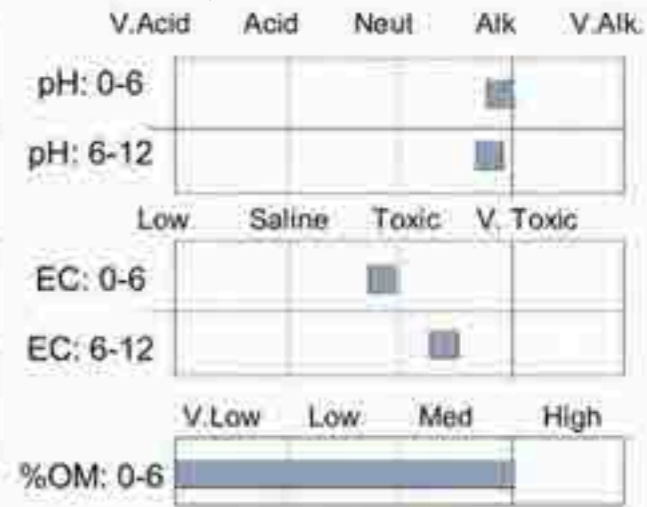 V.Acid Acid Neut Alk V.Alk.
pH: 0-6
pH: 6-12
Low Saline Toxic V. Toxic
EC: 0-6
EC: 6-12
V.Low Low Med High
%OM: 0-6